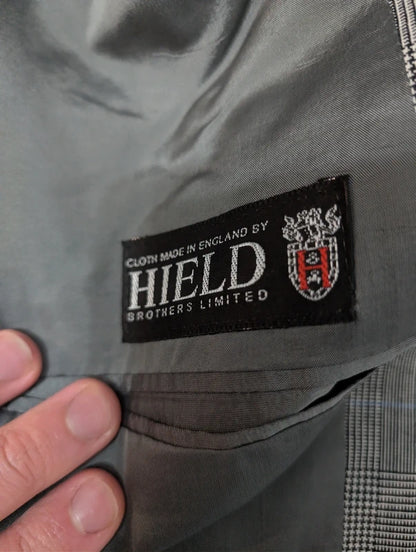 CLOTH MADE IN ENGLAND BY
HIELD
BROTHERS LIMITED
H